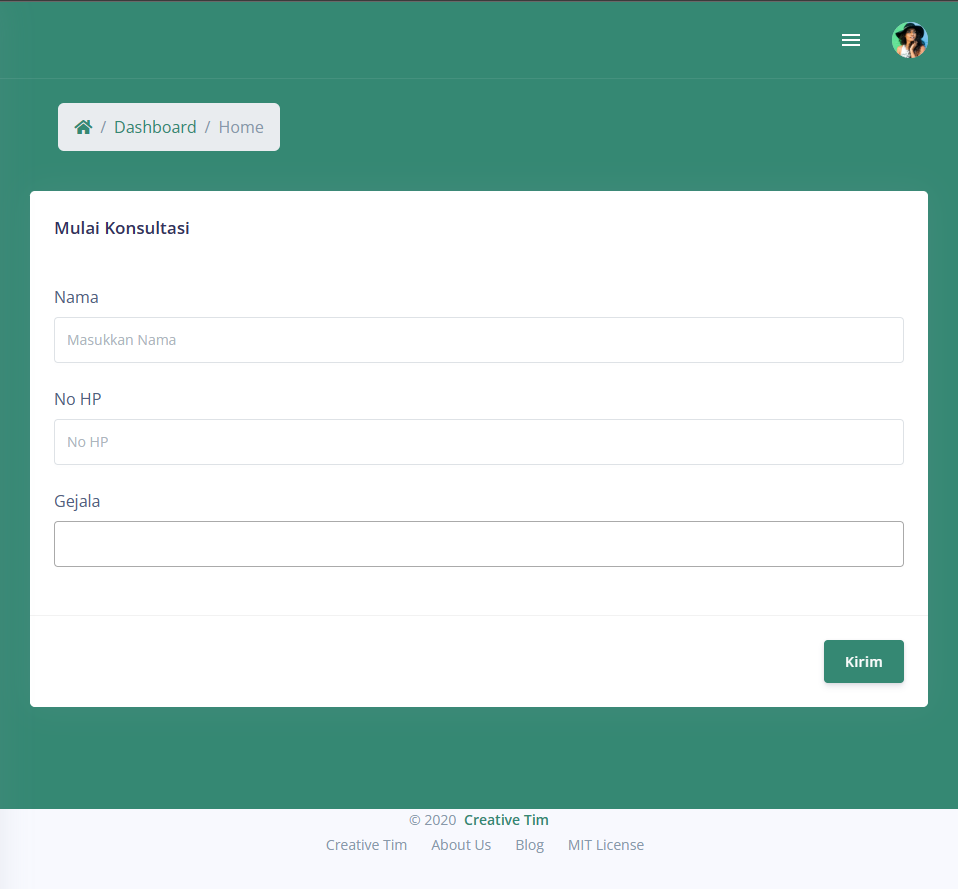 / Dashboard / Home
Mulai Konsultasi
Nama
Masukkan Nama
No HP
No HP
Gejala
Kirim
© 2020 Creative Tim
Creative Tim About Us Blog MIT License